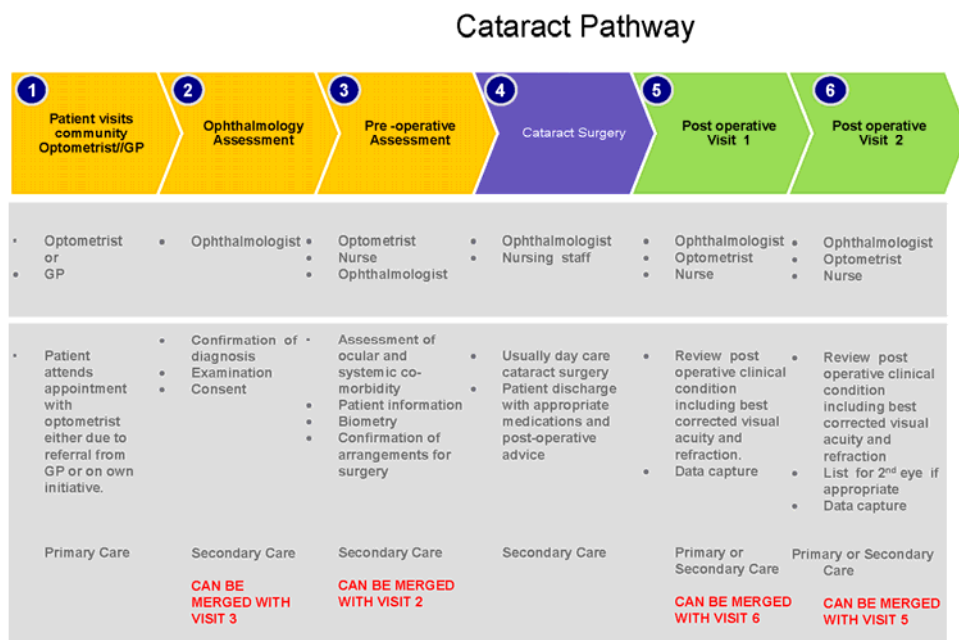 Cataract Pathway
1
Patient visits
community
Optometrist//GP
2
Ophthalmology
Assessment
3
Pre -operative
Assessment
4
Cataract Surgery
5
Post operative
Visit 1
6
Post operative
Visit 2
• Optometrist
or
• GP
• Ophthalmologist
• Optometrist
• Nurse
• Ophthalmologist
• Ophthalmologist
• Nursing staff
• Ophthalmologist
• Optometrist
• Nurse
• Ophthalmologist
• Optometrist
• Nurse
• Patient
attends
appointment
with
optometrist
either due to
referral from
GP or on own
initiative.
Primary Care
• Confirmation of
diagnosis
• Examination
• Consent
Secondary Care
CAN BE
MERGED WITH
VISIT 3
• Assessment of
ocular and
systemic co-
morbidity
• Patient information
• Biometry
• Confirmation of
arrangements for
surgery
Secondary Care
CAN BE MERGED
WITH VISIT 2
• Usually day care
cataract surgery
• Patient discharge
with appropriate
medications and
post-operative
advice
Secondary Care
• Review post
operative clinical
condition
including best
corrected visual
acuity and
refraction.
• Data capture
Primary or
Secondary Care
CAN BE MERGED
WITH VISIT 6
• Review post
operative clinical
condition
including best
corrected visual
acuity and
refraction
• List for 2nd eye if
appropriate
• Data capture
Primary or Secondary
Care
CAN BE MERGED
WITH VISIT 5